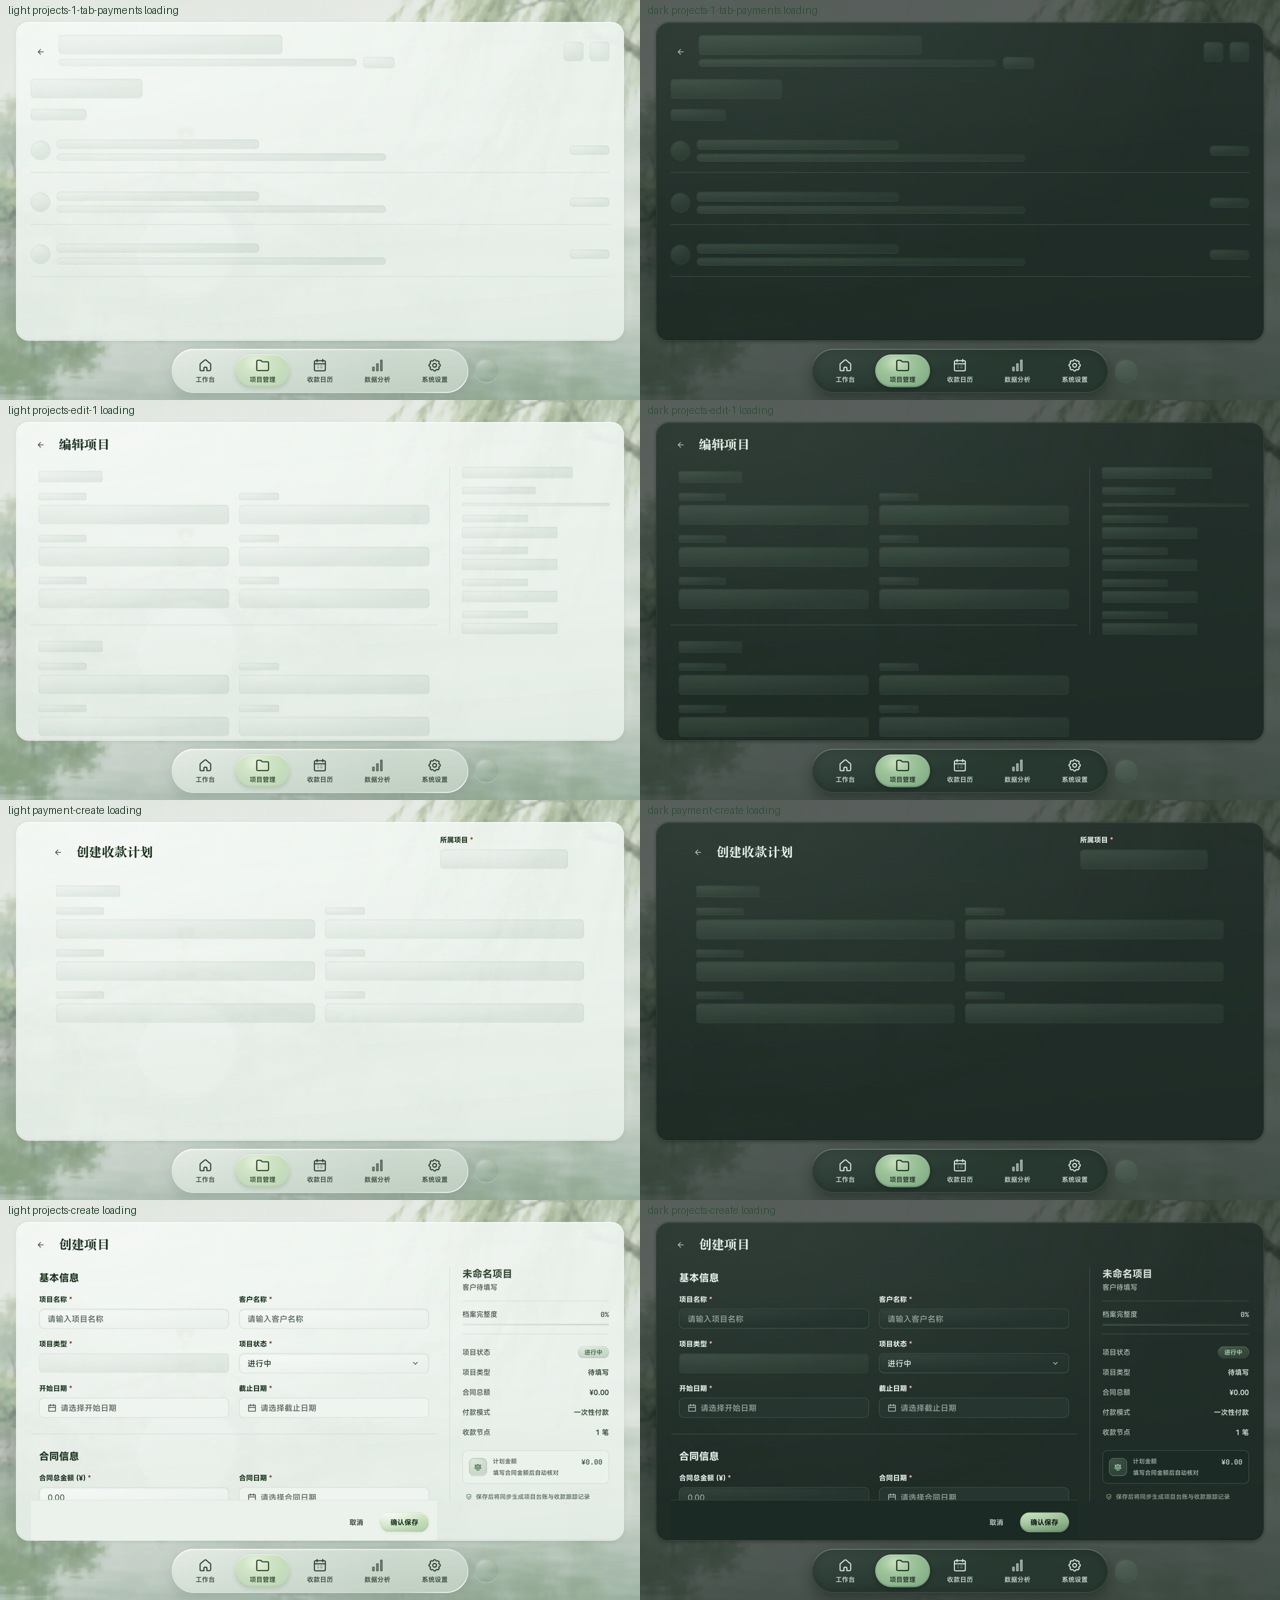 light projects-1-tab-payments loading
工作台
项目管理
收款日历
数据分析
系统设置
dark projects-1-tab-payments loading
工作台
项目管理
收款日历
数据分析
系统设置
light projects-edit-1 loading
编辑项目
工作台
项目管理
收款日历
数据分析
系统设置
dark projects-edit-1 loading
编辑项目
工作台
项目管理
收款日历
数据分析
系统设置
light payment-create loading
创建收款计划
所属项目 *
工作台
项目管理
收款日历
数据分析
系统设置
dark payment-create loading
创建收款计划
所属项目 *
工作台
项目管理
收款日历
数据分析
系统设置
light projects-create loading
创建项目
基本信息
项目名称 *
客户名称 *
请输入项目名称
请输入客户名称
项目类型 *
项目状态 *
进行中
开始日期 *
截止日期 *
请选择开始日期
请选择截止日期
合同信息
合同总金额 (¥) *
合同日期 *
0.00
请选择合同日期
取消
确认保存
未命名项目
客户待填写
档案完整度 0%
项目状态 进行中
项目类型 待填写
合同总额 ¥0.00
付款模式 一次性付款
收款节点 1 笔
计划金额 ¥0.00
填写合同金额后自动核对
保存后将同步生成项目台账与收款跟踪记录
工作台
项目管理
收款日历
数据分析
系统设置
dark projects-create loading
创建项目
基本信息
项目名称 *
客户名称 *
请输入项目名称
请输入客户名称
项目类型 *
项目状态 *
进行中
开始日期 *
截止日期 *
请选择开始日期
请选择截止日期
合同信息
合同总金额 (¥) *
合同日期 *
0.00
请选择合同日期
取消
确认保存
未命名项目
客户待填写
档案完整度 0%
项目状态 进行中
项目类型 待填写
合同总额 ¥0.00
付款模式 一次性付款
收款节点 1 笔
计划金额 ¥0.00
填写合同金额后自动核对
保存后将同步生成项目台账与收款跟踪记录
工作台
项目管理
收款日历
数据分析
系统设置